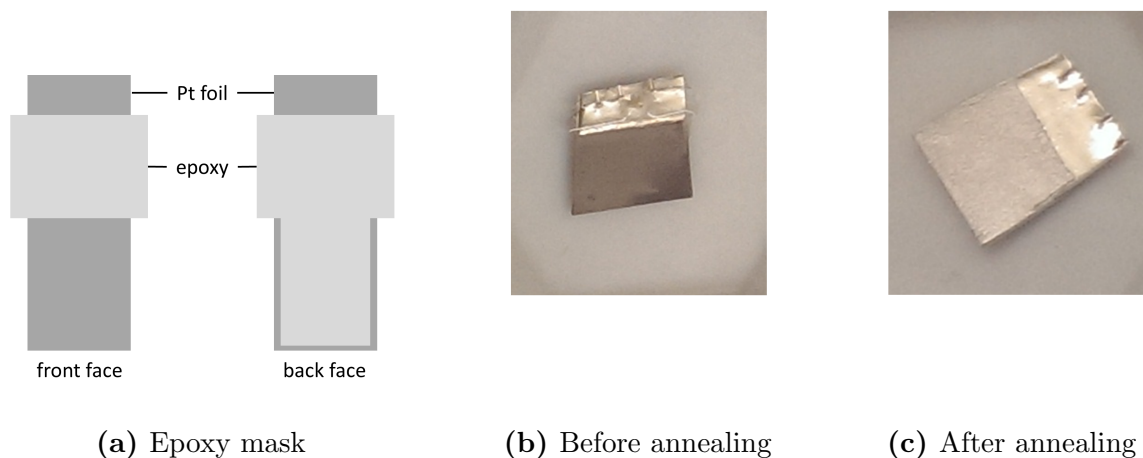 Pt foil
epoxy
front face
back face
(a) Epoxy mask
(b) Before annealing
(c) After annealing